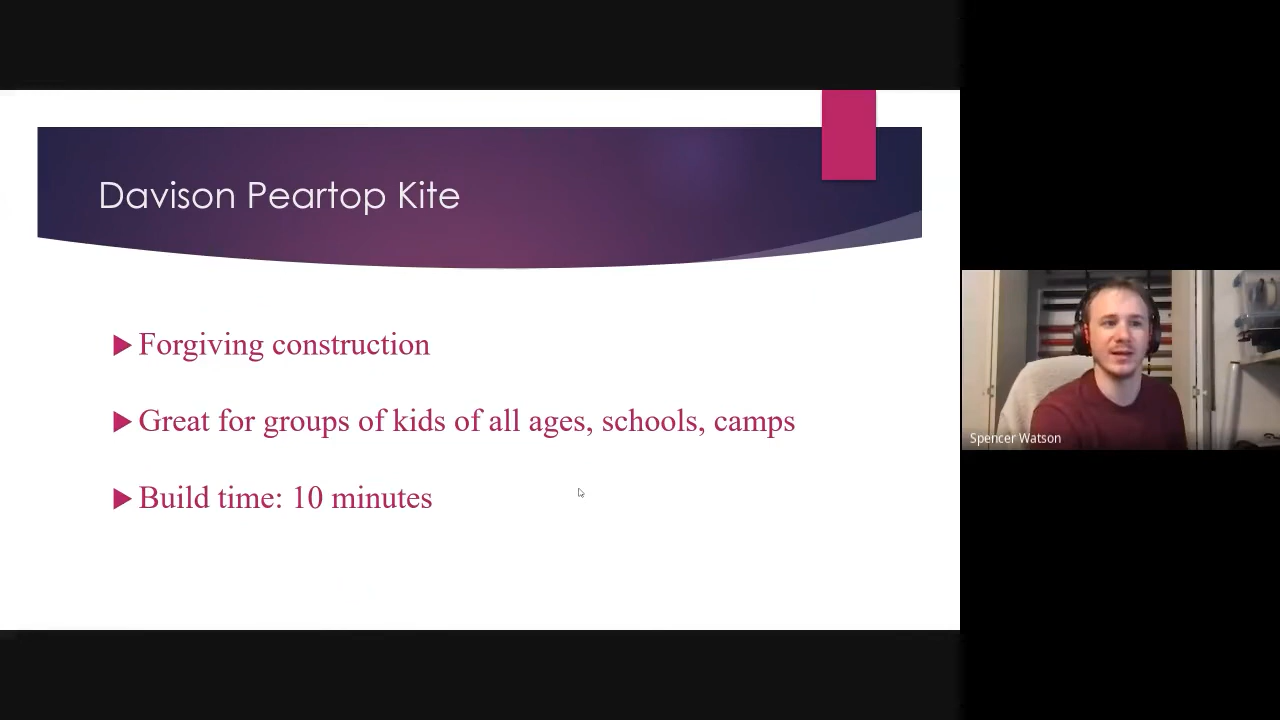 Davison Peartop Kite
Forgiving construction
Great for groups of kids of all ages, schools, camps
Build time: 10 minutes
Spencer Watson